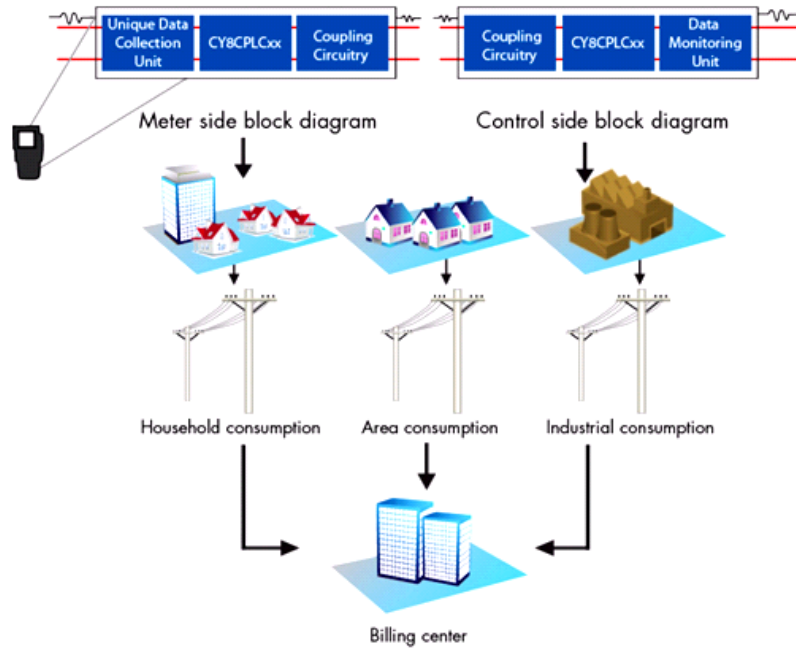 Unique Data
Collection
Unit
CY8CPLCxx
Coupling
Circuitry
Coupling
Circuitry
CY8CPLCxx
Data
Monitoring
Unit
Meter side block diagram
Control side block diagram
Household consumption
Area consumption
Industrial consumption
Billing center